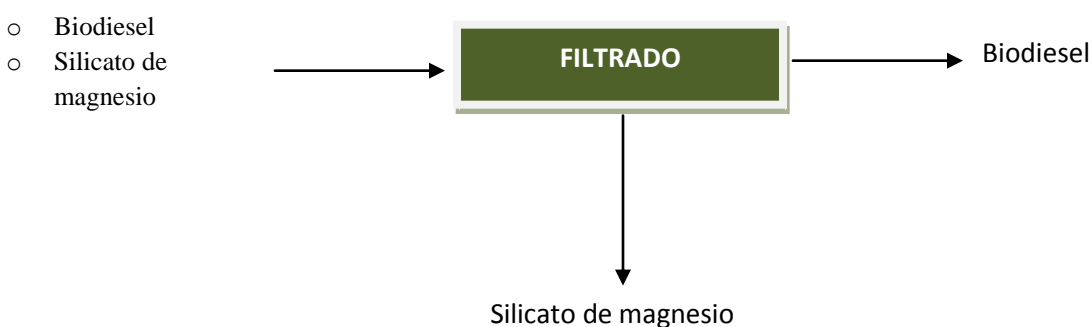 o Biodiesel
o Silicato de
magnesio
FILTRADO
Biodiesel
Silicato de magnesio